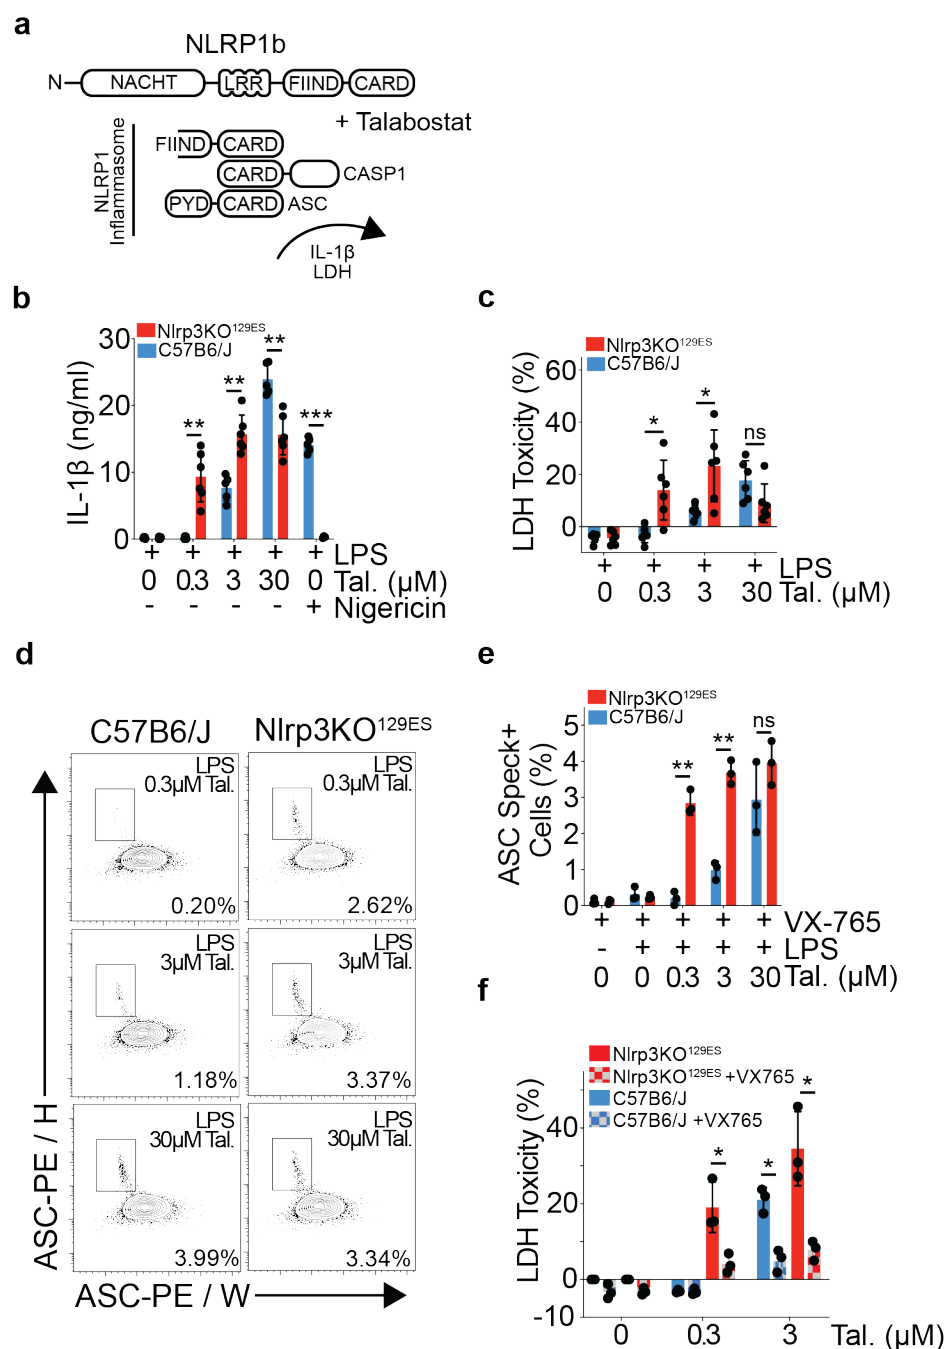 a
NLRP1b
N
NACHT
LRR
FIIND
CARD
+ Talabostat
NLRP1
Inflammasome
FIIND
CARD
CARD
CASP1
PYD
CARD
ASC
IL-1β
LDH
b
Nlrp3KO129ES
C57B6/J
IL-1β (ng/ml)
30
20
10
0
**
**
**
***
+ + + + + LPS
0 0.3 3 30 0 Tal. (µM)
- - - - + Nigericin
c
Nlrp3KO129ES
C57B6/J
LDH Toxicity (%)
60
40
20
0
*
*
ns
+ + + + LPS
0 0.3 3 30 Tal. (µM)
d
C57B6/J
Nlrp3KO129ES
LPS
0.3µM Tal.
0.20%
LPS
0.3µM Tal.
2.62%
LPS
3µM Tal.
1.18%
LPS
3µM Tal.
3.37%
LPS
30µM Tal.
3.99%
LPS
30µM Tal.
3.34%
ASC-PE / H
ASC-PE / W
e
Nlrp3KO129ES
C57B6/J
ASC Speck+
Cells (%)
5
4
3
2
1
0
**
**
ns
+ + + + + VX-765
- + + + + LPS
0 0 0.3 3 30 Tal. (µM)
f
Nlrp3KO129ES
Nlrp3KO129ES +VX765
C57B6/J
C57B6/J +VX765
LDH Toxicity (%)
40
20
0
-10
*
*
*
0 0.3 3 Tal. (µM)